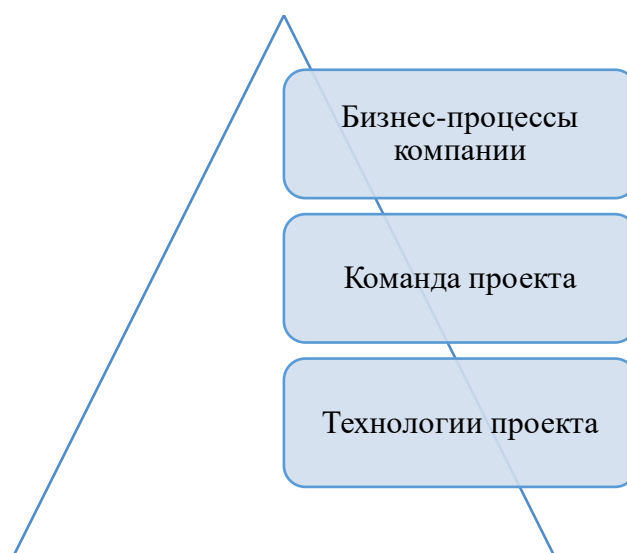 Бизнес-процессы
компании
Команда проекта
Технологии проекта